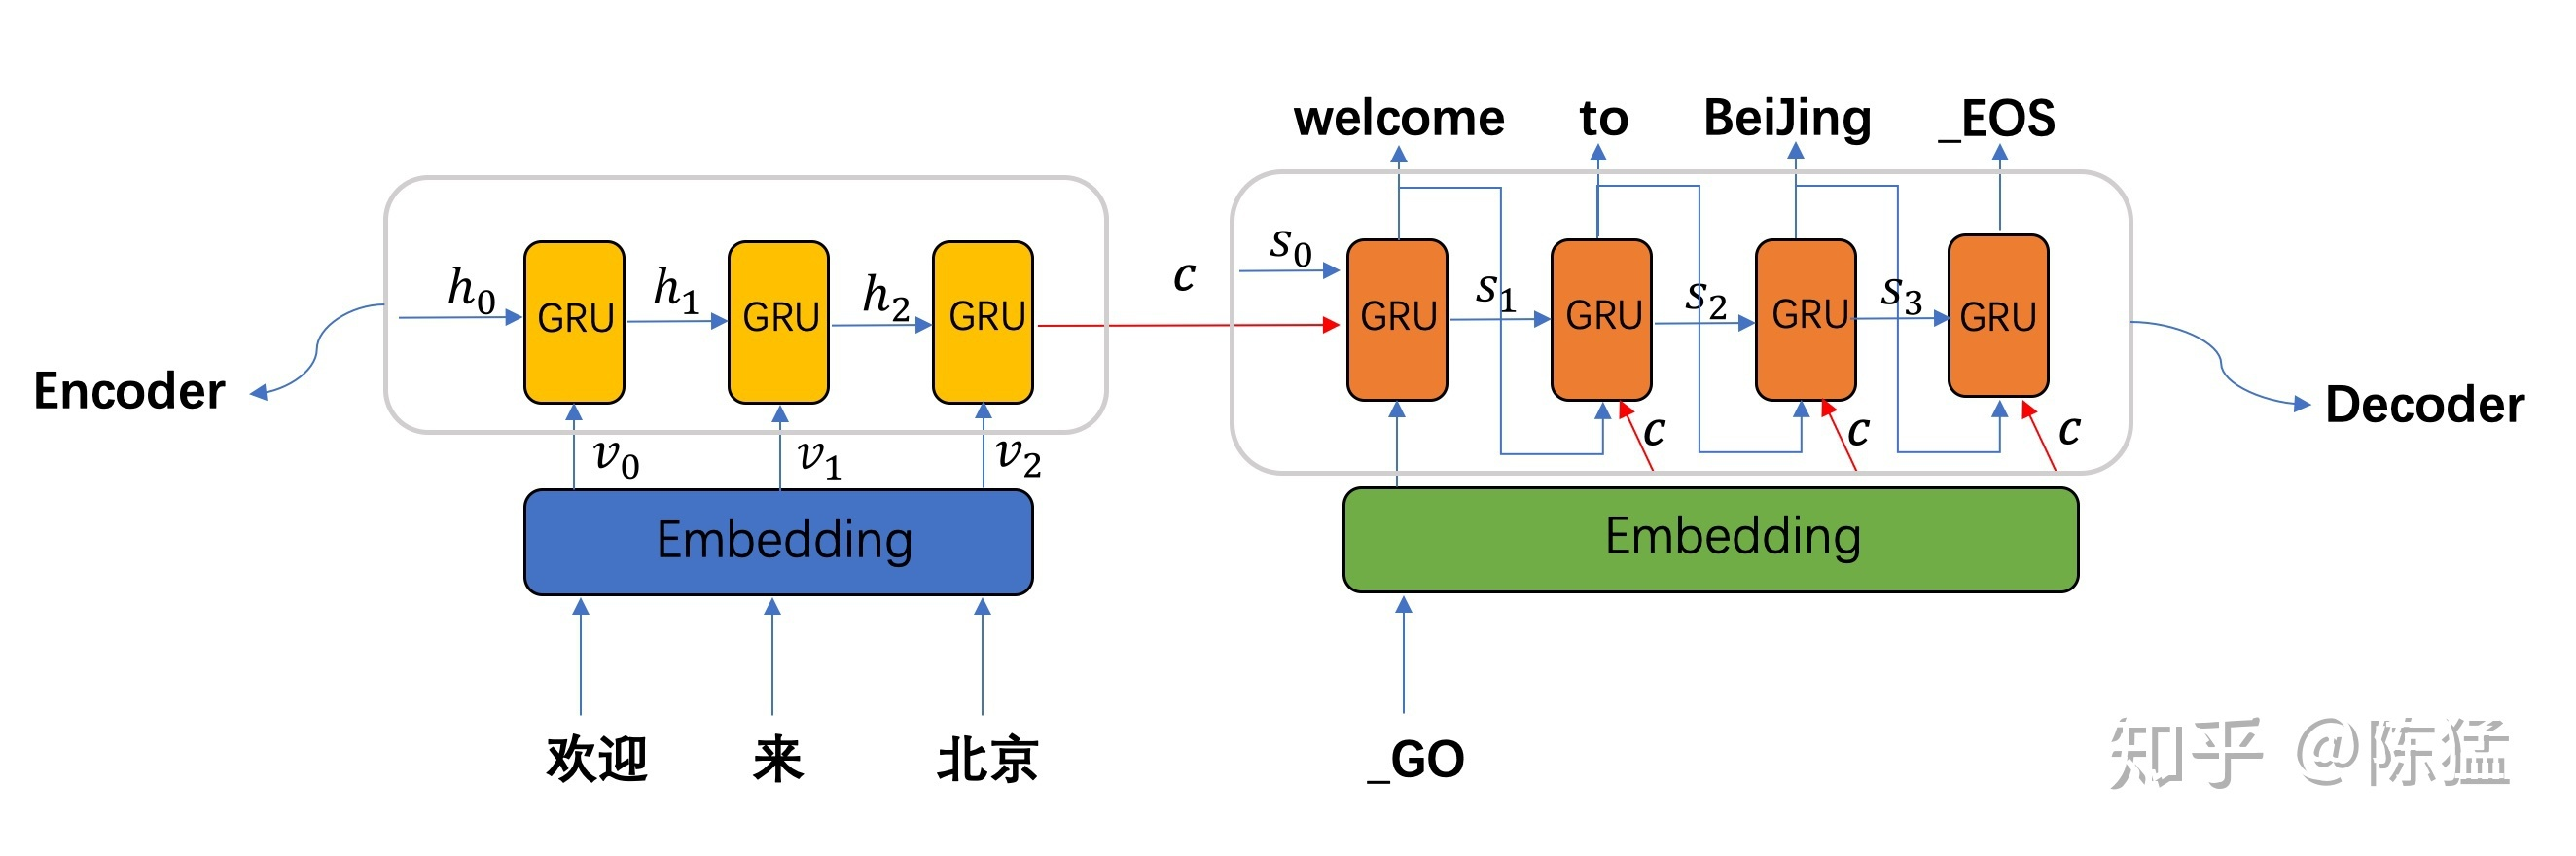 welcome to BeiJing _EOS
s₀
c
h₀ GRU h₁ GRU h₂ GRU
GRU s₁ GRU s₂ GRU s₃ GRU
Encoder
Decoder
c c c
v₀ v₁ v₂
Embedding
Embedding
欢迎 来 北京
_GO
知乎 @陈猛